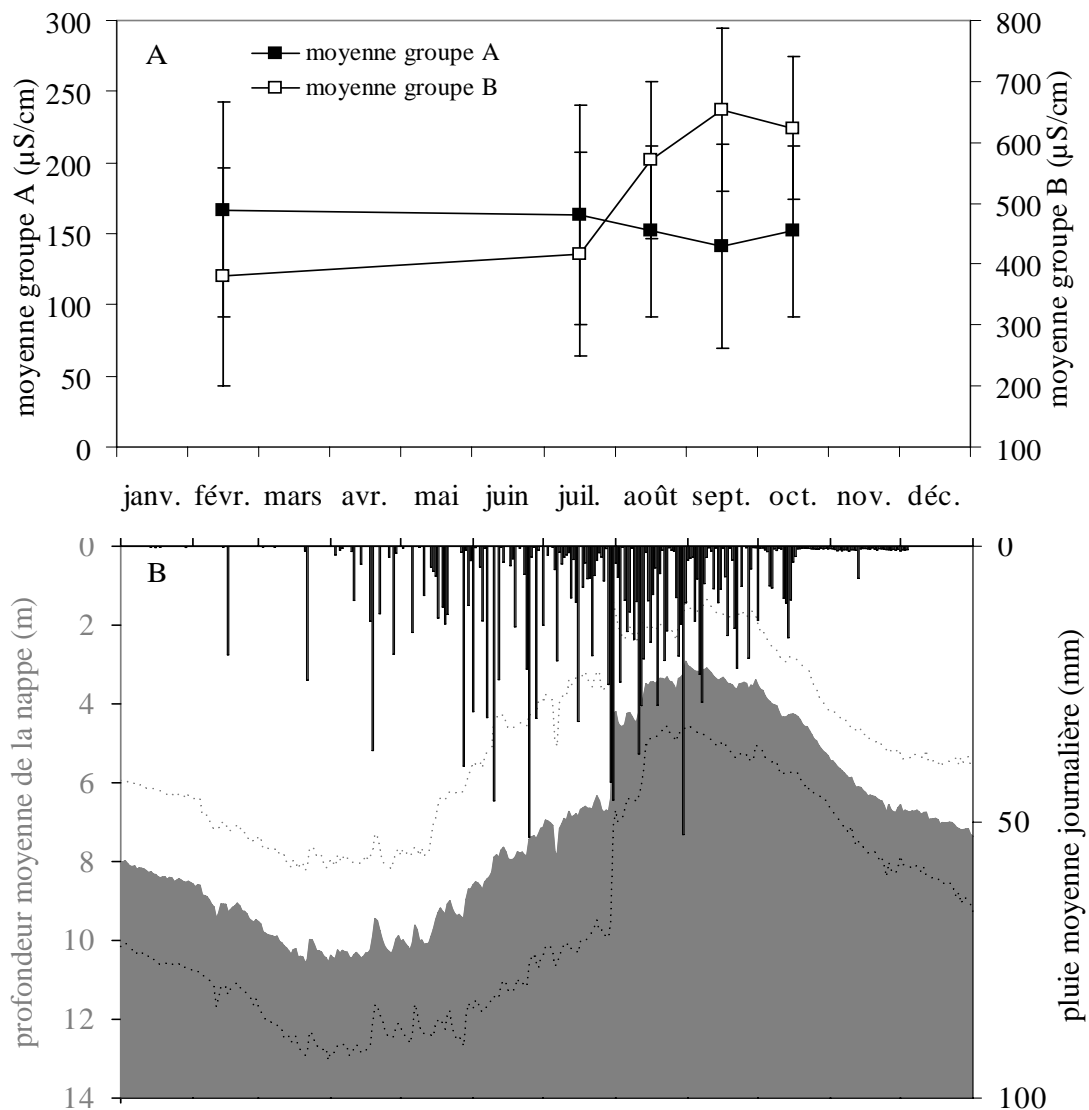 300
250
200
150
100
50
0
moyenne groupe A (µS/cm)
A
moyenne groupe A
moyenne groupe B
800
700
600
500
400
300
200
100
moyenne groupe B (µS/cm)
janv. févr. mars avr. mai juin juil. août sept. oct. nov. déc.
0
2
4
6
8
10
12
14
profondeur moyenne de la nappe (m)
B
0
50
100
pluie moyenne journalière (mm)